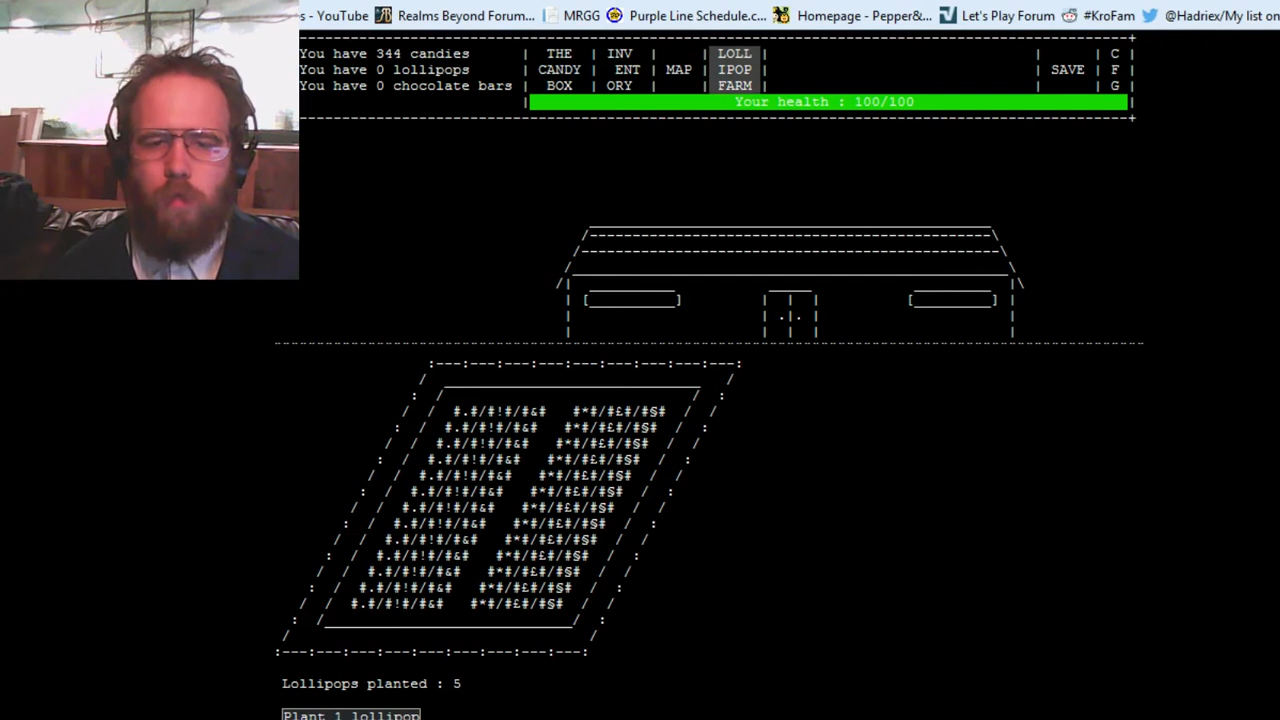 s - YouTube Realms Beyond Forum... MRGG Purple Line Schedule.c... Homepage - Pepper&... Let's Play Forum #KroFam @Hadriex/My list on
You have 344 candies THE INV LOLL C
You have 0 lollipops CANDY ENT MAP IPOP SAVE F
You have 0 chocolate bars BOX ORY FARM G
Your health : 100/100
#.#/#!#/#&# #*#/#£#/#§#
#.#/#!#/#&# #*#/#£#/#§#
#.#/#!#/#&# #*#/#£#/#§#
#.#/#!#/#&# #*#/#£#/#§#
#.#/#!#/#&# #*#/#£#/#§#
#.#/#!#/#&# #*#/#£#/#§#
#.#/#!#/#&# #*#/#£#/#§#
#.#/#!#/#&# #*#/#£#/#§#
#.#/#!#/#&# #*#/#£#/#§#
#.#/#!#/#&# #*#/#£#/#§#
#.#/#!#/#&# #*#/#£#/#§#
#.#/#!#/#&# #*#/#£#/#§#
#.#/#!#/#&# #*#/#£#/#§#
Lollipops planted : 5
Plant 1 lollipop